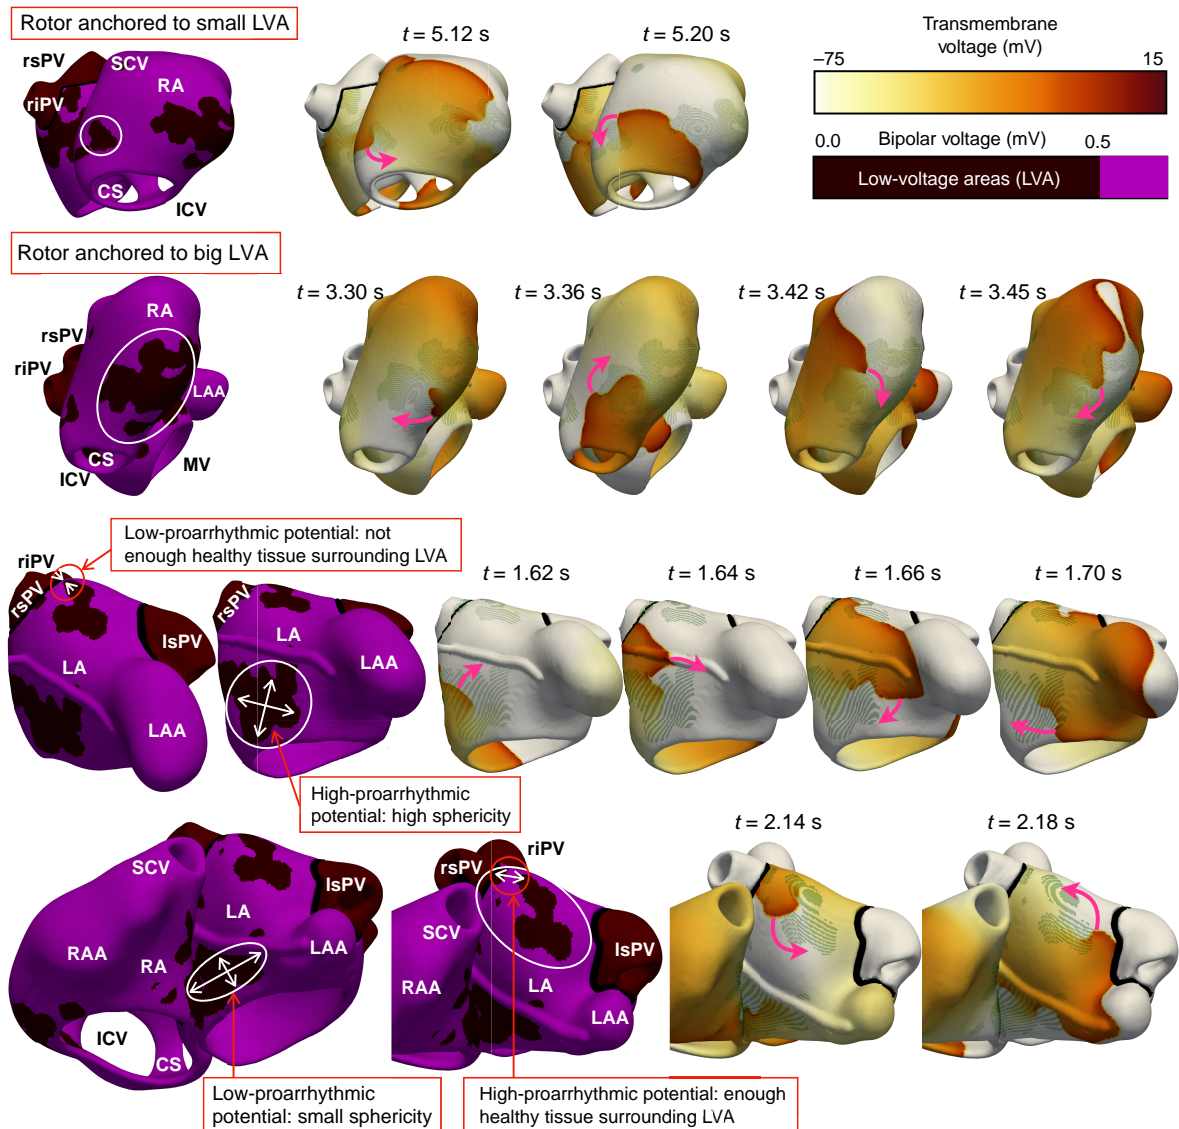 Rotor anchored to small LVA
t = 5.12 s
t = 5.20 s
Transmembrane
voltage (mV)
–75
15
0.0
Bipolar voltage (mV)
0.5
Low-voltage areas (LVA)
rsPV
SCV
RA
riPV
CS
ICV
Rotor anchored to big LVA
t = 3.30 s
t = 3.36 s
t = 3.42 s
t = 3.45 s
RA
rsPV
riPV
LAA
CS
MV
ICV
Low-proarrhythmic potential: not
enough healthy tissue surrounding LVA
riPV
rsPV
lsPV
LA
LAA
rsPV
LA
LAA
t = 1.62 s
t = 1.64 s
t = 1.66 s
t = 1.70 s
High-proarrhythmic
potential: high sphericity
SCV
lsPV
LA
LAA
RAA
RA
ICV
CS
Low-proarrhythmic
potential: small sphericity
riPV
rsPV
SCV
lsPV
RAA
LA
LAA
High-proarrhythmic potential: enough
healthy tissue surrounding LVA
t = 2.14 s
t = 2.18 s